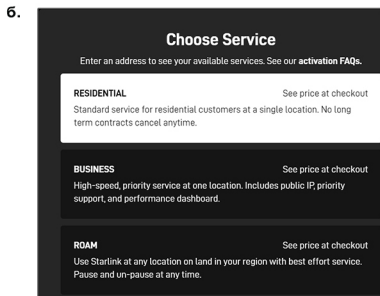 б.
Choose Service
Enter an address to see your available services. See our activation FAQs.
RESIDENTIAL See price at checkout
Standard service for residential customers at a single location. No long
term contracts cancel anytime.
BUSINESS See price at checkout
High-speed, priority service at one location. Includes public IP, priority
support, and performance dashboard.
ROAM See price at checkout
Use Starlink at any location on land in your region with best effort service.
Pause and un-pause at any time.